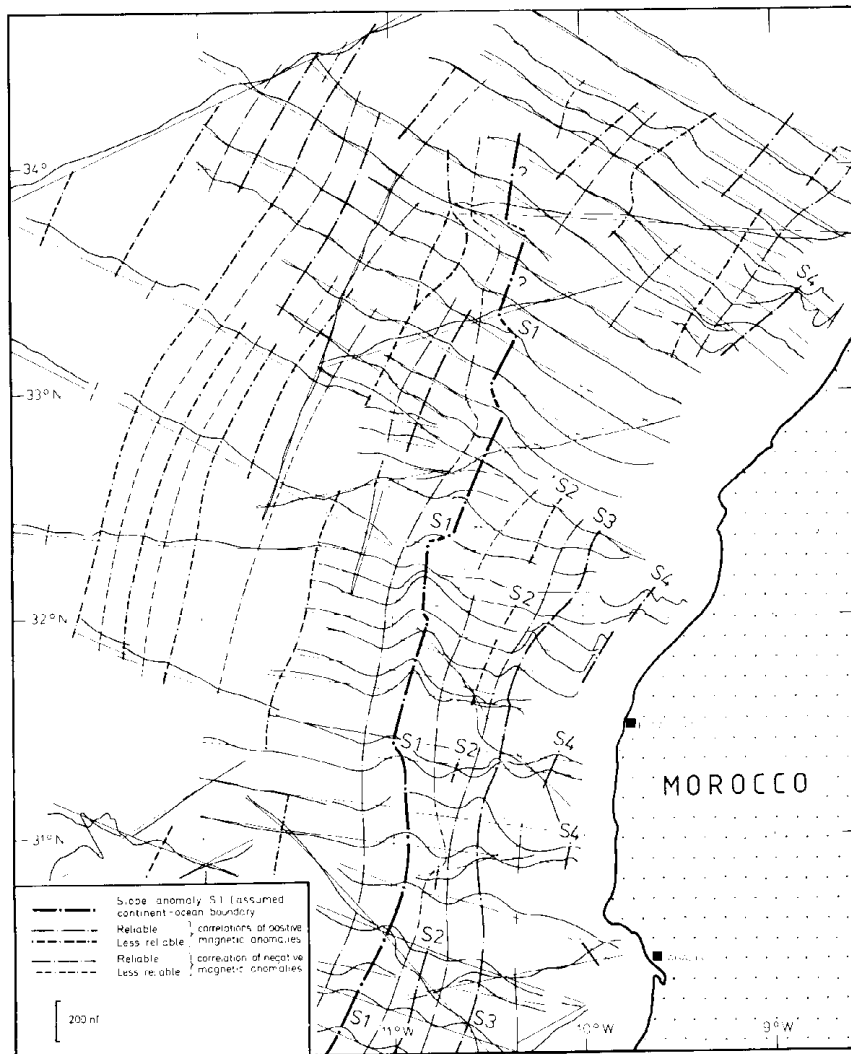 34°
?
S4
?
S1
33°N
S2
S1
S3
S2
S4
32°N
S1
S2
S4
MOROCCO
31°N
S4
Slope anomaly S1 (assumed
continent-ocean boundary
Reliable
Less reliable
correlations of positive
magnetic anomalies
Reliable
Less reliable
correlation of negative
magnetic anomalies
S2
200 nT
S1
11°W
S3
10°W
9°W